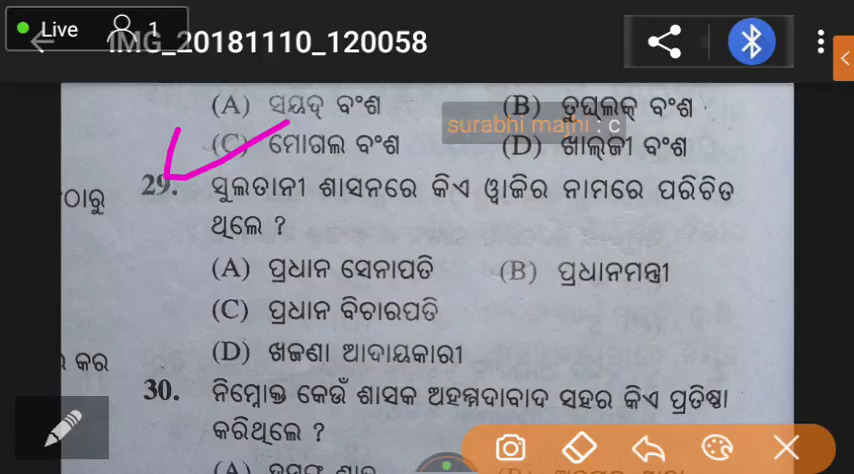 Live 1
IMG_20181110_120058
(A) ସୟଦ୍ ବଂଶ (B) ତୁଘ୍‌ଲକ୍ ବଂଶ
surabhi majhi : c
(C) ମୋଗଲ ବଂଶ (D) ଖାଲ୍‌ଜୀ ବଂଶ
29. ସୁଲତାନୀ ଶାସନରେ କିଏ ୱାଜିର ନାମରେ ପରିଚିତ
ଠାରୁ
ଥିଲେ ?
(A) ପ୍ରଧାନ ସେନାପତି (B) ପ୍ରଧାନମନ୍ତ୍ରୀ
(C) ପ୍ରଧାନ ବିଚାରପତି
(D) ଖଜଣା ଆଦାୟକାରୀ
କର
30. ନିମ୍ନୋକ୍ତ କେଉଁ ଶାସକ ଅହମ୍ମଦାବାଦ ସହର କିଏ ପ୍ରତିଷ୍ଠା
କରିଥିଲେ ?
(A)